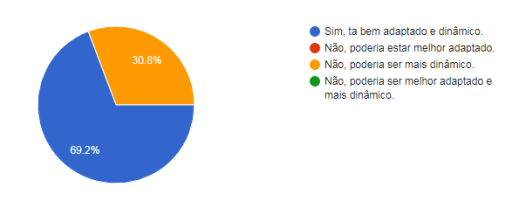 30.8%
69.2%
Sim, ta bem adaptado e dinâmico.
Não, poderia estar melhor adaptado.
Não, poderia ser mais dinâmico.
Não, poderia ser melhor adaptado e
mais dinâmico.